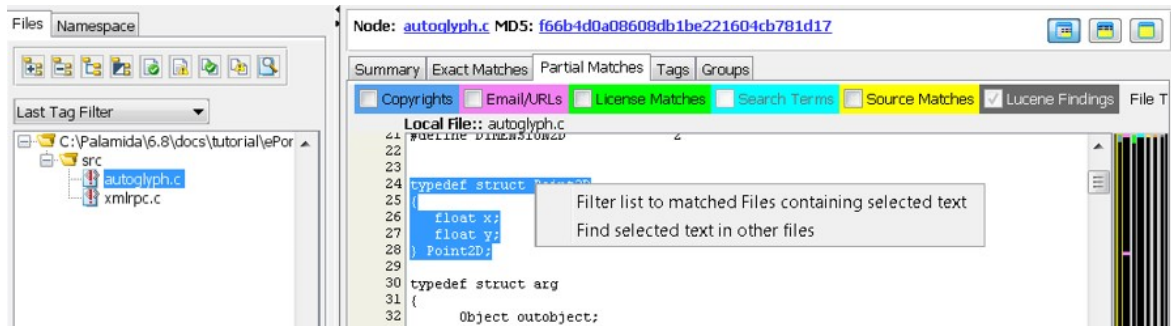 Files Namespace
Last Tag Filter
C:\Palamida\6.8\docs\tutorial\ePor
src
autoglyph.c
xmlrpc.c
Node: autoglyph.c MD5: f66b4d0a08608db1be221604cb781d17
Summary Exact Matches Partial Matches Tags Groups
Copyrights Email/URLs License Matches Search Terms Source Matches Lucene Findings File T
Local File:: autoglyph.c
21 #define DIMENSION2D 2
22
23
24 typedef struct Point2D
25 {
26 float x;
27 float y;
28 } Point2D;
29
30 typedef struct arg
31 {
32 Object outobject;
Filter list to matched Files containing selected text
Find selected text in other files